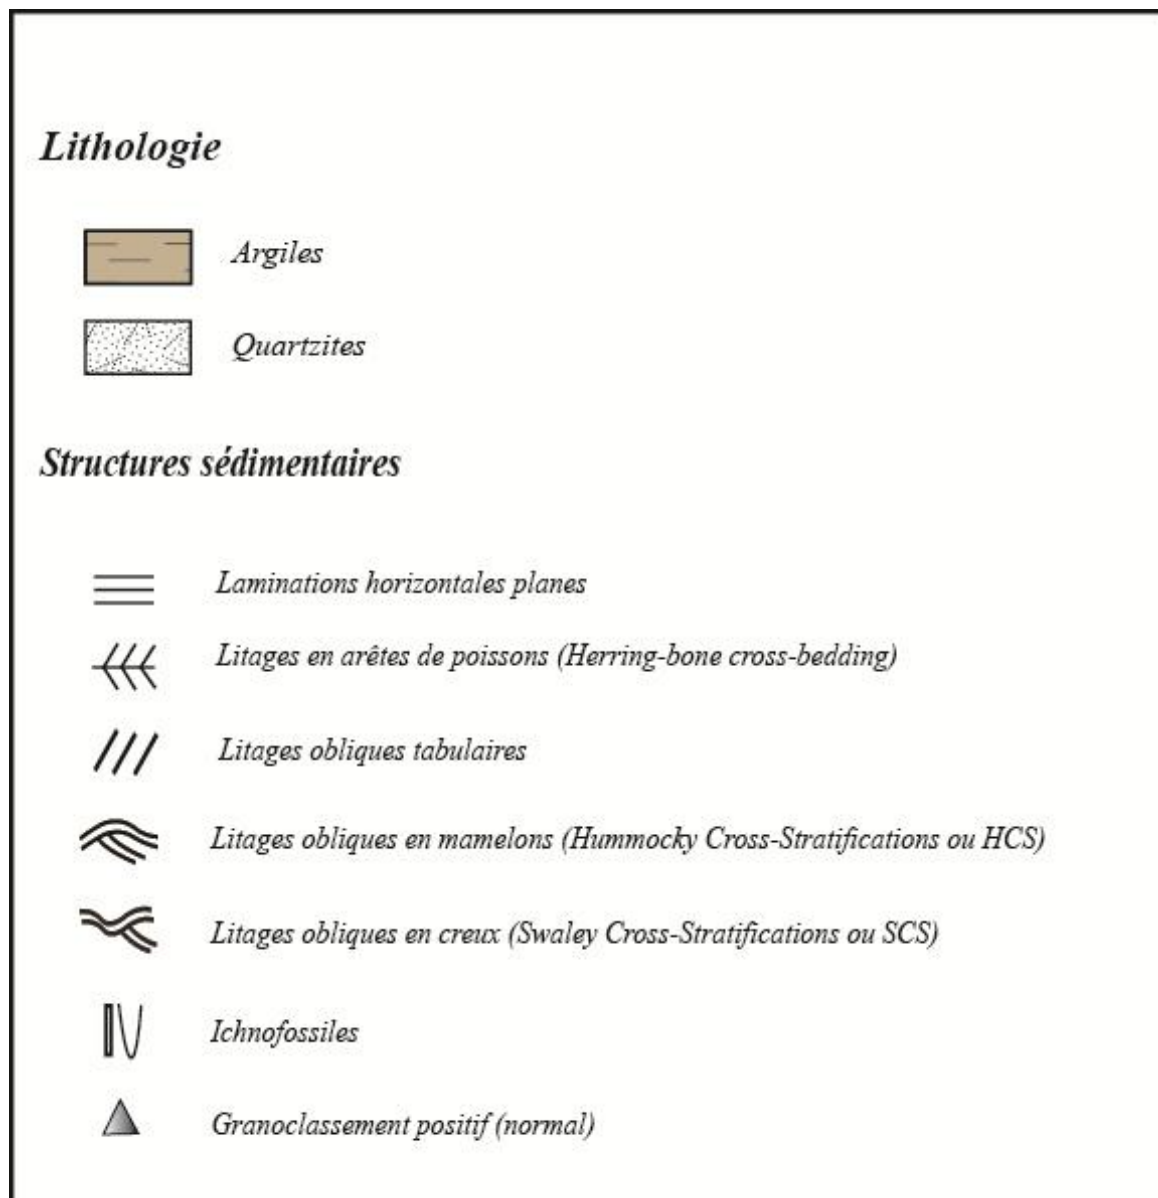 Lithologie
Argiles
Quartzites
Structures sédimentaires
Laminations horizontales planes
Litages en arêtes de poissons (Herring-bone cross-bedding)
Litages obliques tabulaires
Litages obliques en mamelons (Hummocky Cross-Stratifications ou HCS)
Litages obliques en creux (Swaley Cross-Stratifications ou SCS)
Ichnofossiles
Granoclassement positif (normal)